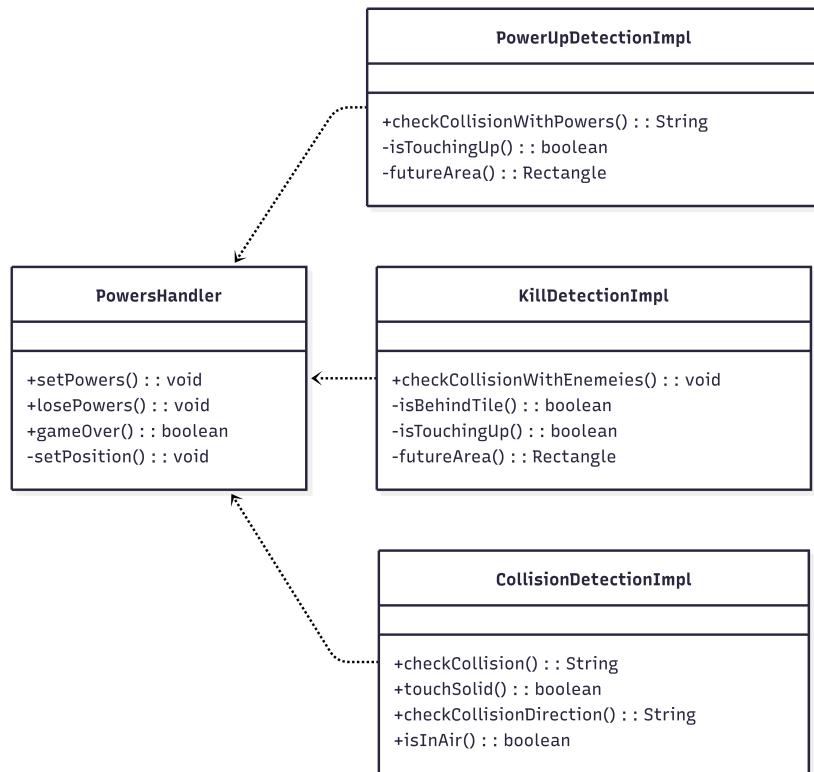 PowerUpDetectionImpl
+checkCollisionWithPowers() : : String
-isTouchingUp() : : boolean
-futureArea() : : Rectangle
PowersHandler
+setPowers() : : void
+losePowers() : : void
+gameOver() : : boolean
-setPosition() : : void
KillDetectionImpl
+checkCollisionWithEnemeies() : : void
-isBehindTile() : : boolean
-isTouchingUp() : : boolean
-futureArea() : : Rectangle
CollisionDetectionImpl
+checkCollision() : : String
+touchSolid() : : boolean
+checkCollisionDirection() : : String
+isInAir() : : boolean